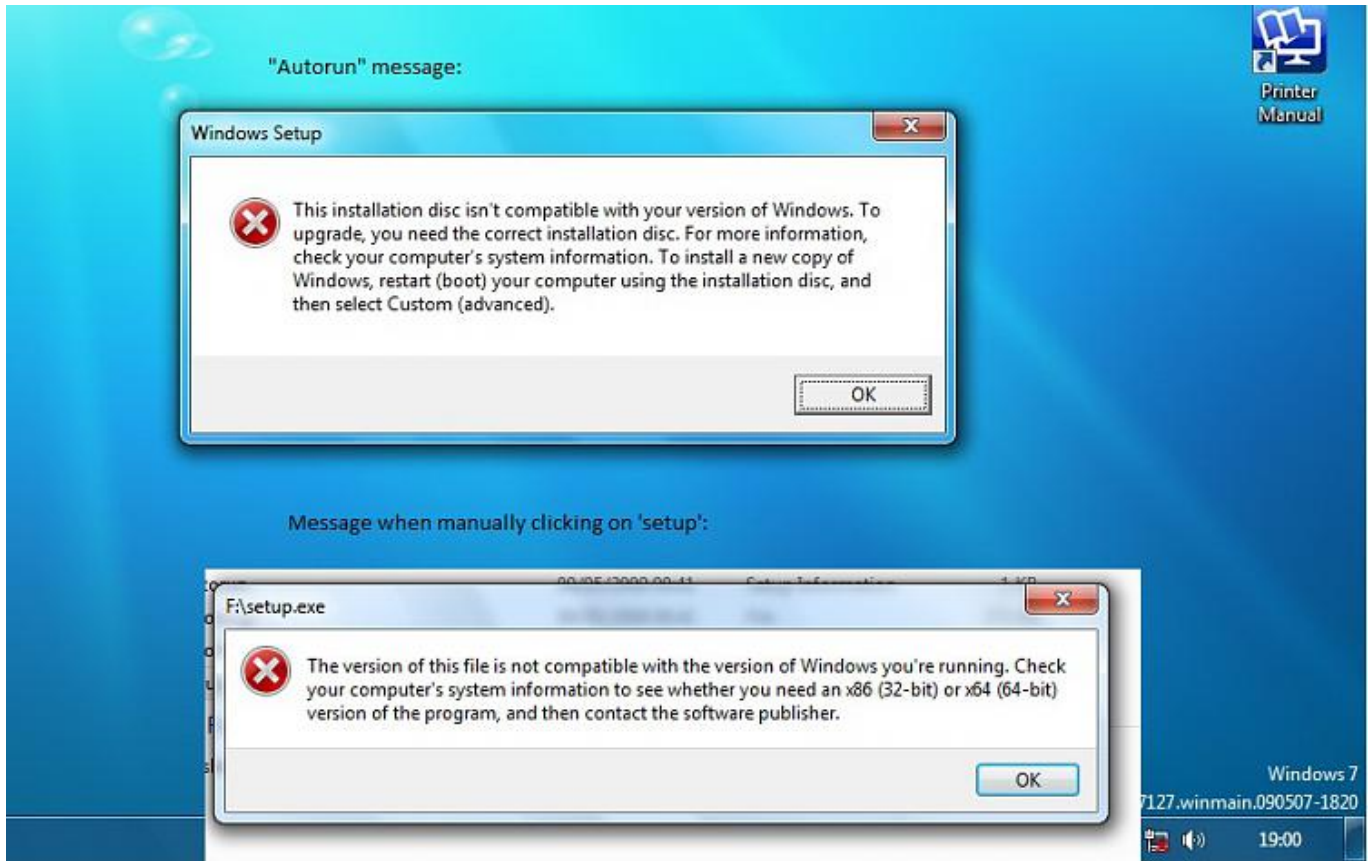 "Autorun" message:
Printer
Manual
Windows Setup
This installation disc isn't compatible with your version of Windows. To
upgrade, you need the correct installation disc. For more information,
check your computer's system information. To install a new copy of
Windows, restart (boot) your computer using the installation disc, and
then select Custom (advanced).
OK
Message when manually clicking on 'setup':
F:\setup.exe
The version of this file is not compatible with the version of Windows you're running. Check
your computer's system information to see whether you need an x86 (32-bit) or x64 (64-bit)
version of the program, and then contact the software publisher.
OK
Windows 7
7127.winmain.090507-1820
19:00